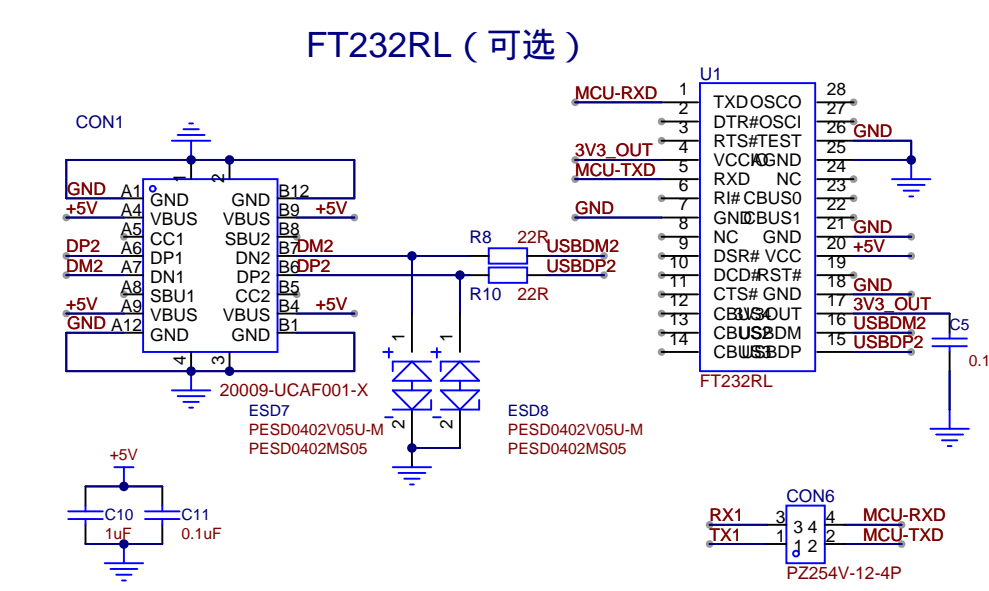 FT232RL（可选）
CON1
1
2
GND A1 GND GND B12
+5V A4 VBUS VBUS B9 +5V
A5 CC1 SBU2 B8
DP2 A6 DP1 DN2 B7 DM2
DM2 A7 DN1 DP2 B6 DP2
A8 SBU1 CC2 B5
+5V A9 VBUS VBUS B4 +5V
GND A12 GND GND B1
4
3
20009-UCAF001-X
R8 22R USBDM2
R10 22R USBDP2
1 1
+ +
- -
2 2
ESD7
PESD0402V05U-M
PESD0402MS05
ESD8
PESD0402V05U-M
PESD0402MS05
+5V
C10
1uF
C11
0.1uF
U1
MCU-RXD 1 TXD OSCO 28
2 DTR# OSCI 27
3 RTS# TEST 26 GND
3V3_OUT 4 VCCIO AGND 25
MCU-TXD 5 RXD NC 24
6 RI# CBUS0 23
GND 7 GND CBUS1 22
8 NC GND 21 GND
9 DSR# VCC 20 +5V
10 DCD# RST# 19
11 CTS# GND 18 GND
12 CBUS4 3V3OUT 17 3V3_OUT
13 CBUS2 USBDM 16 USBDM2
14 CBUS3 USBDP 15 USBDP2
FT232RL
C5
0.1
CON6
RX1 3 3 4 4 MCU-RXD
TX1 1 1 2 2 MCU-TXD
PZ254V-12-4P